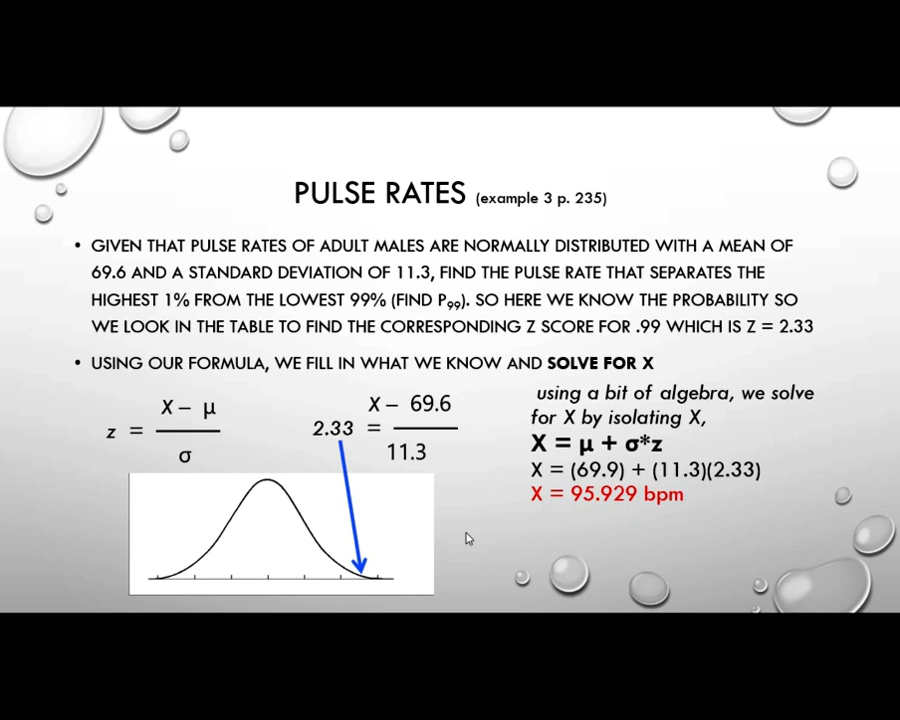 PULSE RATES (example 3 p. 235)
• GIVEN THAT PULSE RATES OF ADULT MALES ARE NORMALLY DISTRIBUTED WITH A MEAN OF
69.6 AND A STANDARD DEVIATION OF 11.3, FIND THE PULSE RATE THAT SEPARATES THE
HIGHEST 1% FROM THE LOWEST 99% (FIND P₉₉). SO HERE WE KNOW THE PROBABILITY SO
WE LOOK IN THE TABLE TO FIND THE CORRESPONDING Z SCORE FOR .99 WHICH IS Z = 2.33
• USING OUR FORMULA, WE FILL IN WHAT WE KNOW AND SOLVE FOR X
X – μ
z =
σ
X – 69.6
2.33 =
11.3
using a bit of algebra, we solve
for X by isolating X,
X = μ + σ*z
X = (69.9) + (11.3)(2.33)
X = 95.929 bpm